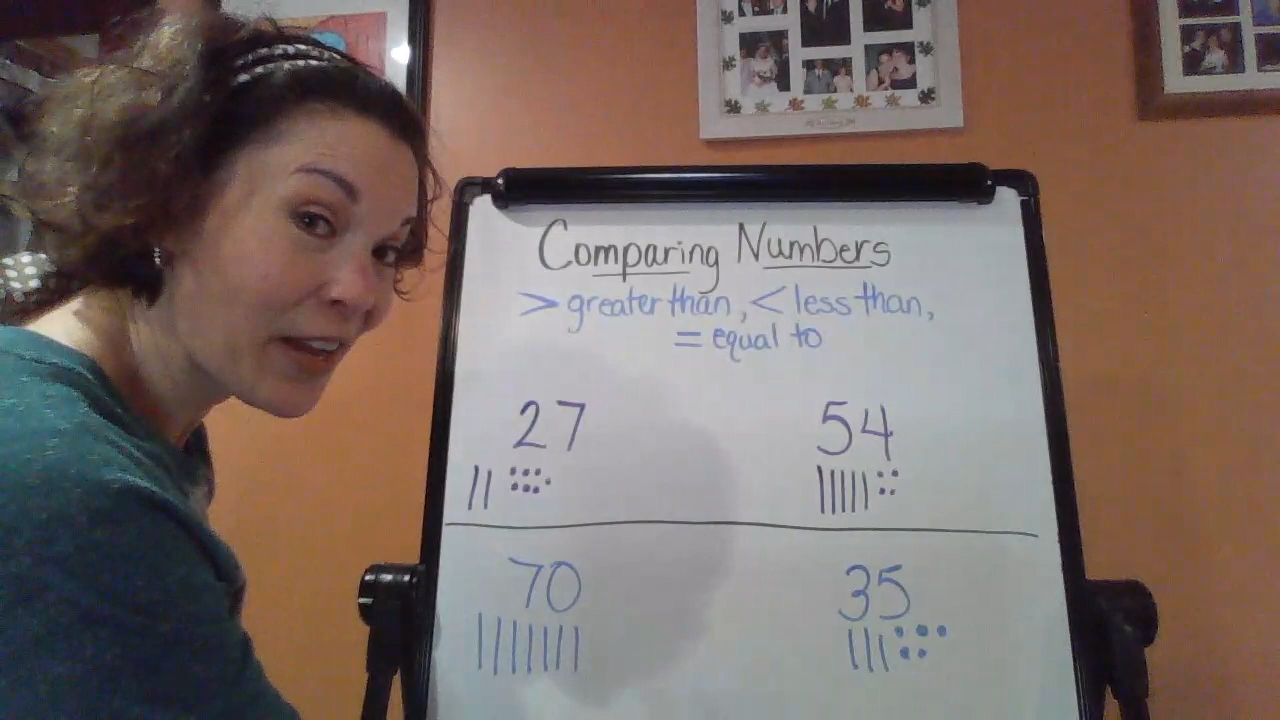 Comparing Numbers
> greater than, < less than,
= equal to
27 54
70 35